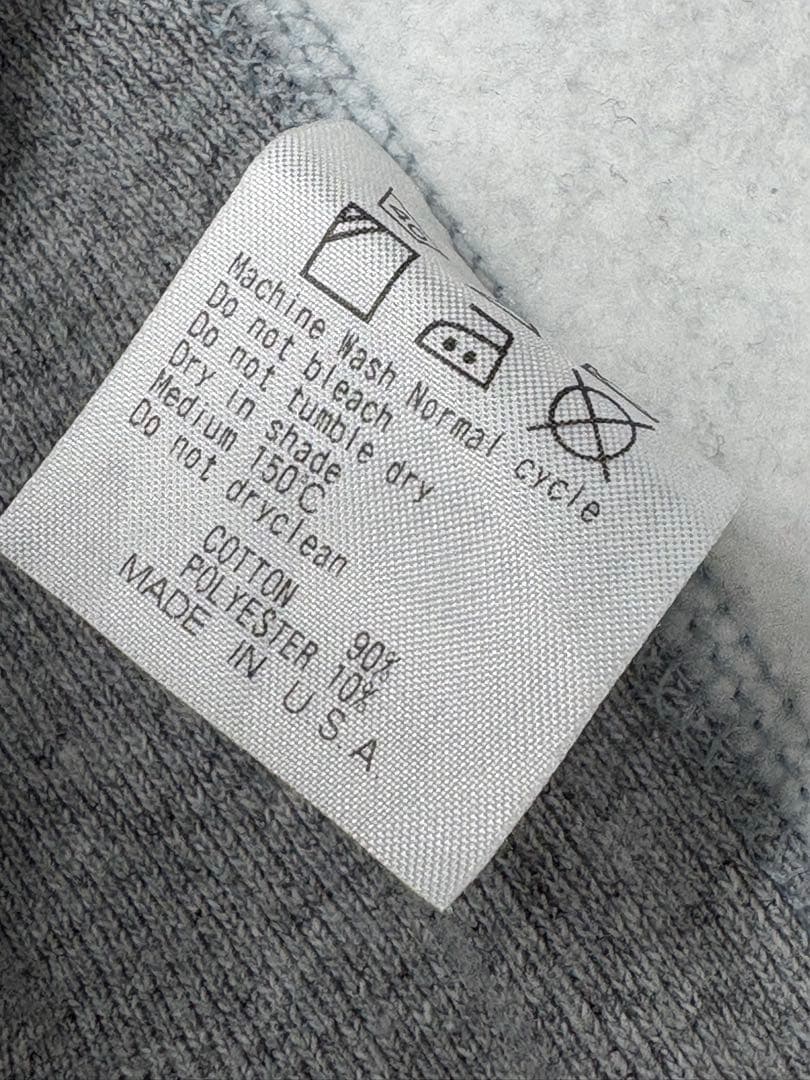 40
Machine Wash Normal cycle
Do not bleach
Do not tumble dry
Dry in shade
Medium 150℃
Do not dryclean
COTTON 90%
POLYESTER 10%
MADE IN U.S.A.